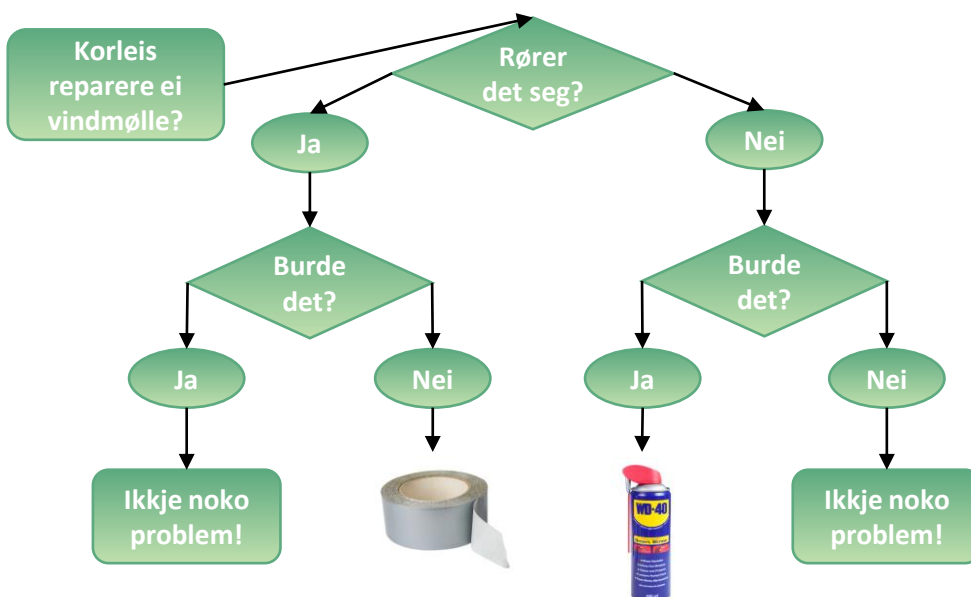 Korleis
reparere ei
vindmølle?
Rører
det seg?
Ja
Nei
Burde
det?
Burde
det?
Ja
Nei
Ja
Nei
Ikkje noko
problem!
WD-40
Ikkje noko
problem!